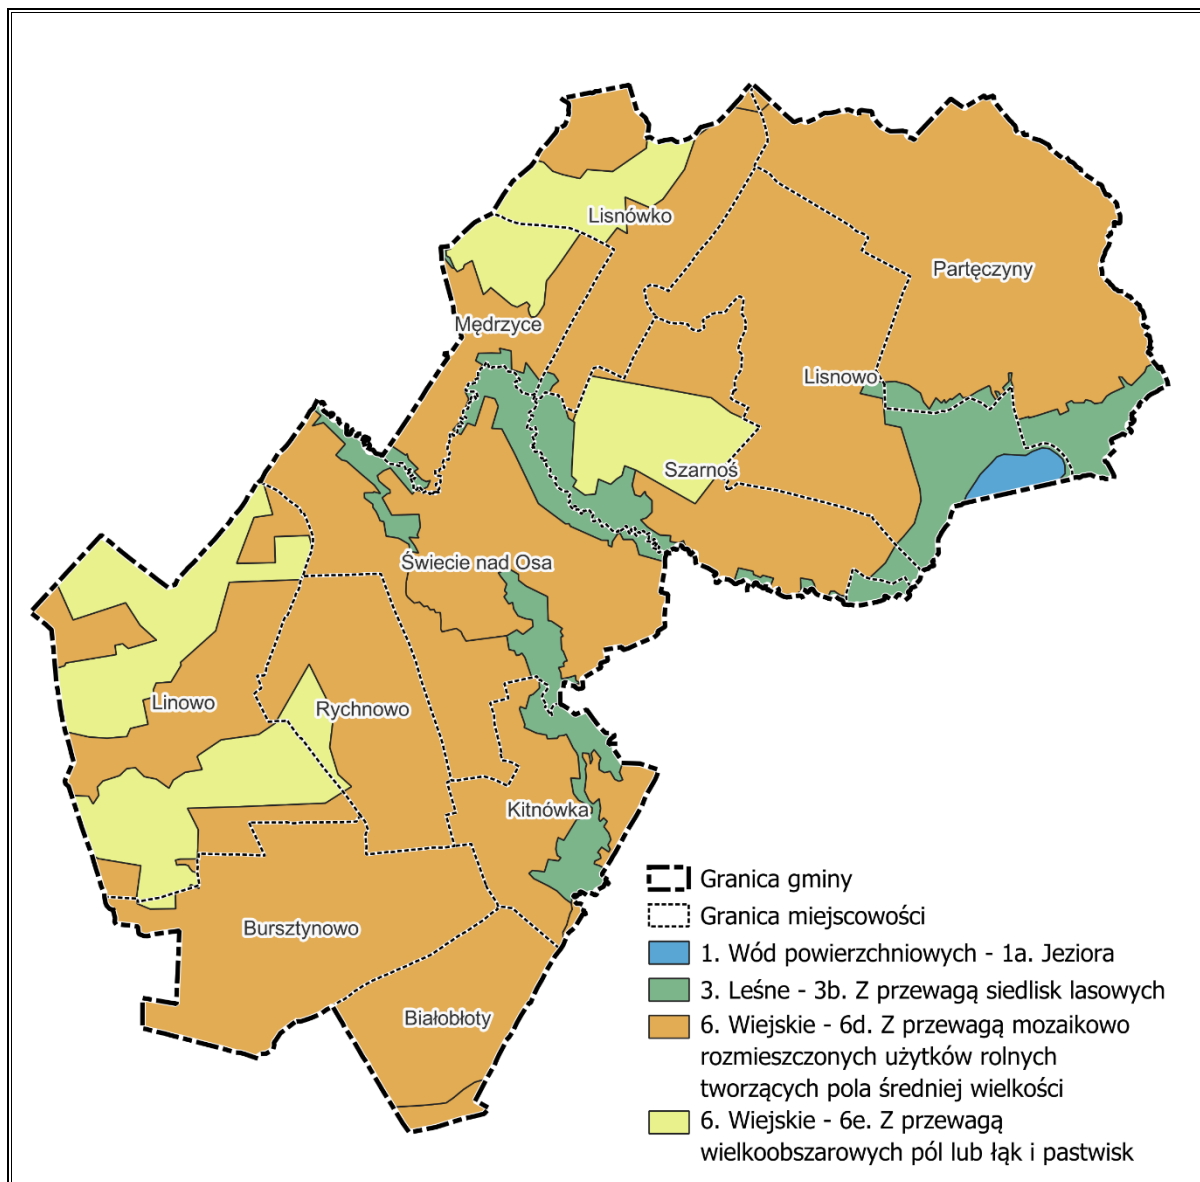 Lisnówko
Partęczyny
Mędrzyce
Lisnowo
Szarnoś
Świecie nad Osa
Linowo
Rychnowo
Kitnówka
Bursztynowo
Białobłoty
Granica gminy
Granica miejscowości
1. Wód powierzchniowych - 1a. Jeziora
3. Leśne - 3b. Z przewagą siedlisk lasowych
6. Wiejskie - 6d. Z przewagą mozaikowo
rozmieszczonych użytków rolnych
tworzących pola średniej wielkości
6. Wiejskie - 6e. Z przewagą
wielkoobszarowych pól lub łąk i pastwisk